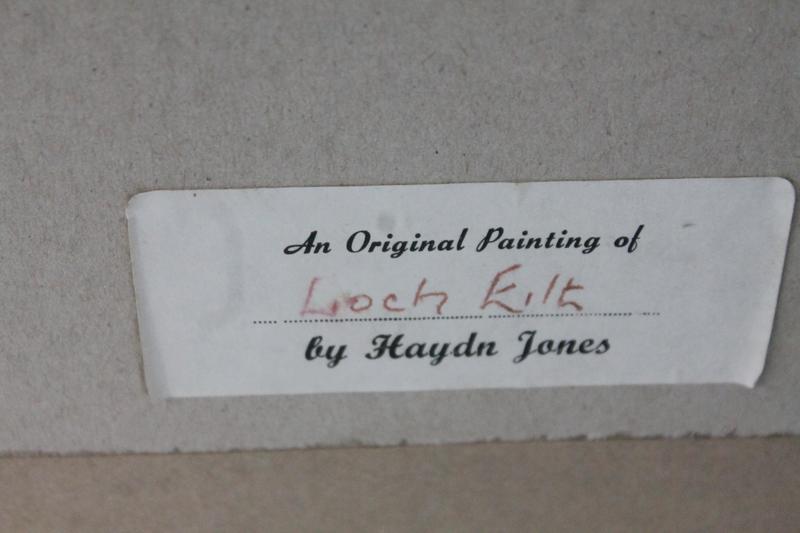 An Original Painting of
Loch Eilt
by Haydn Jones